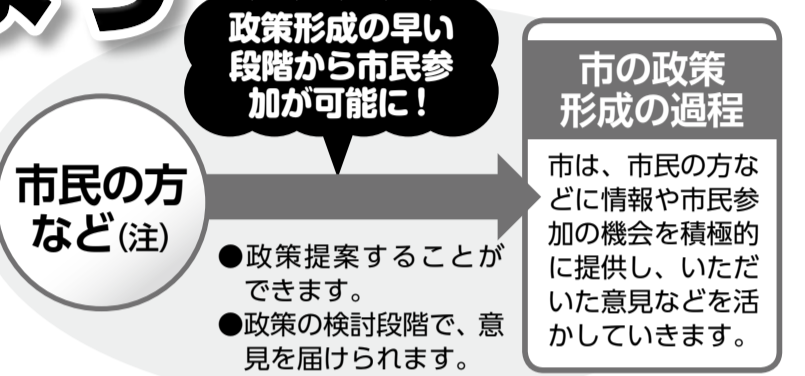 政策形成の早い
段階から市民参
加が可能に！
市民の方
など(注)
●政策提案することが
できます。
●政策の検討段階で、意
見を届けられます。
市の政策
形成の過程
市は、市民の方な
どに情報や市民参
加の機会を積極的
に提供し、いただ
いた意見などを活
かしていきます。